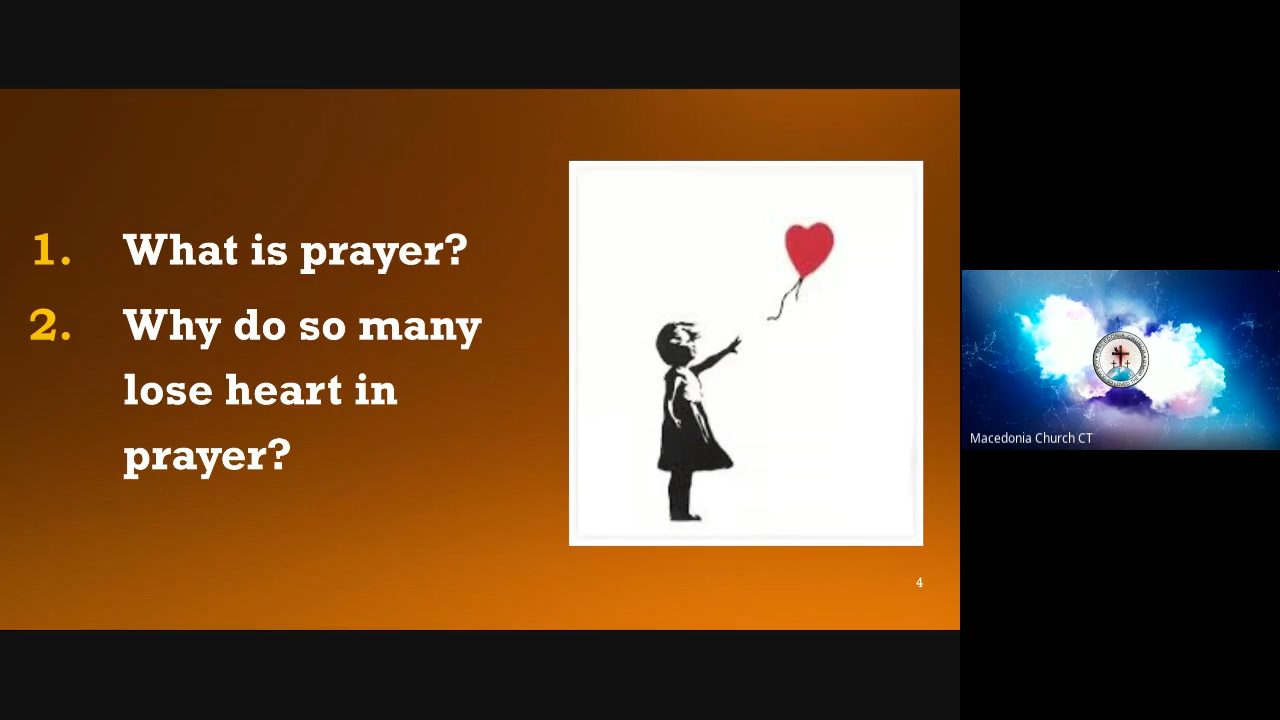 1. What is prayer?
2. Why do so many
lose heart in
prayer?
4
Macedonia Church CT